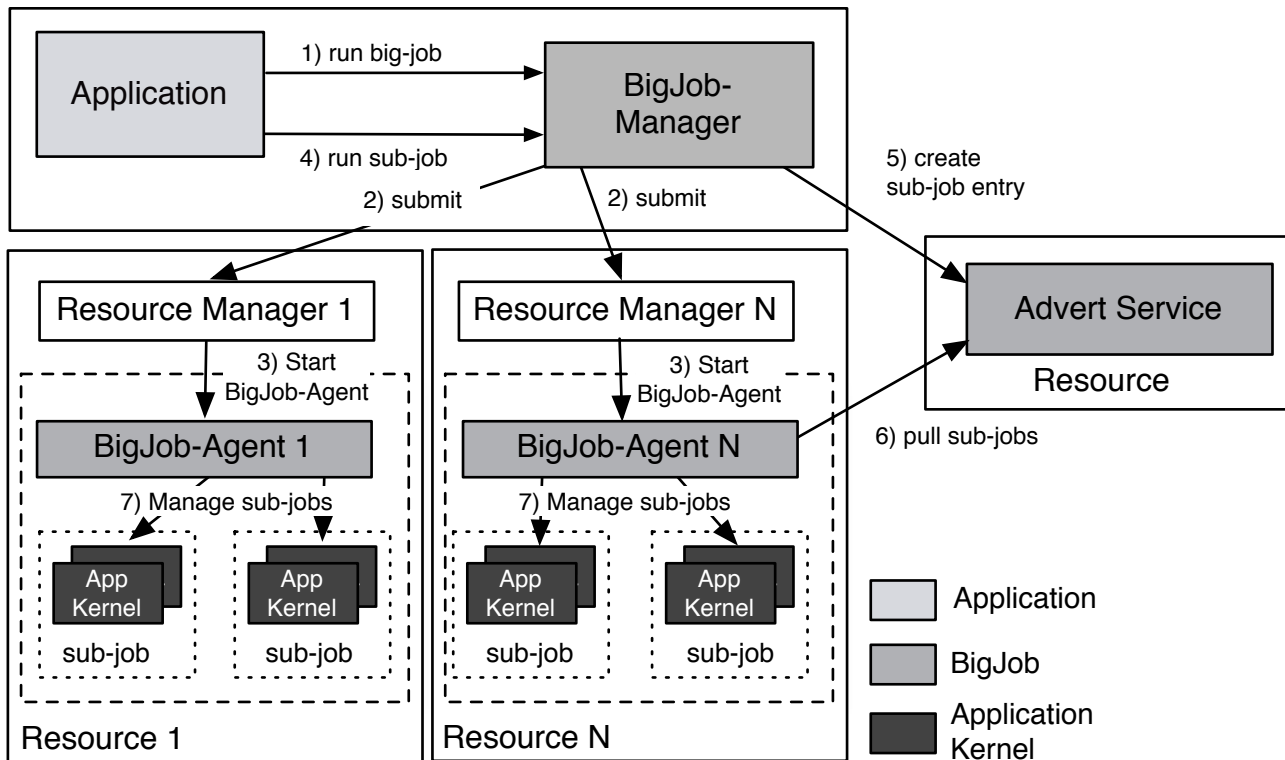 Application
1) run big-job
BigJob-
Manager
4) run sub-job
5) create
sub-job entry
2) submit
2) submit
Resource Manager 1
Resource Manager N
Advert Service
Resource
3) Start
BigJob-Agent
3) Start
BigJob-Agent
BigJob-Agent 1
BigJob-Agent N
6) pull sub-jobs
7) Manage sub-jobs
7) Manage sub-jobs
App
Kernel
App
Kernel
App
Kernel
App
Kernel
sub-job
sub-job
sub-job
sub-job
Resource 1
Resource N
Application
BigJob
Application
Kernel